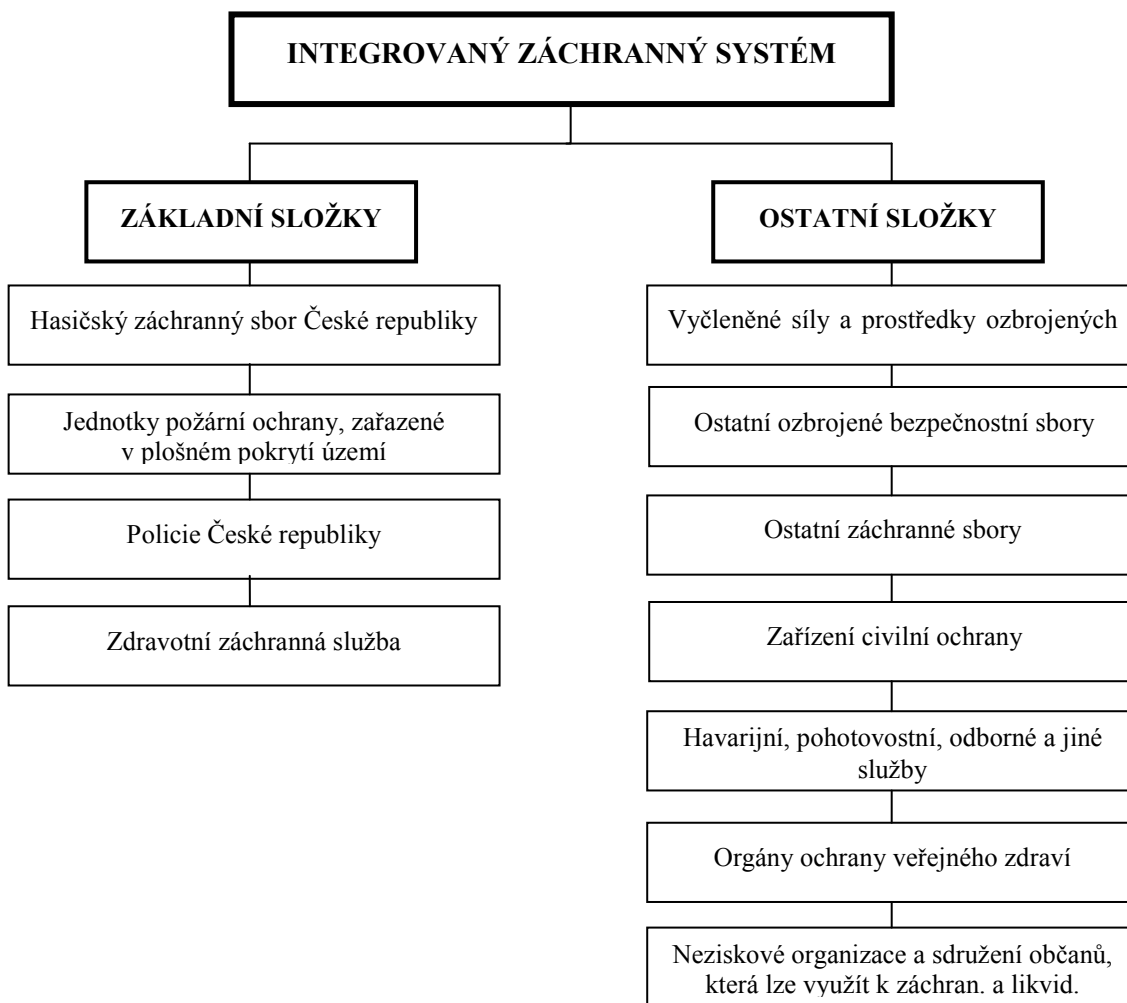 INTEGROVANÝ ZÁCHRANNÝ SYSTÉM
ZÁKLADNÍ SLOŽKY
Hasičský záchranný sbor České republiky
Jednotky požární ochrany, zařazené
v plošném pokrytí území
Policie České republiky
Zdravotní záchranná služba
OSTATNÍ SLOŽKY
Vyčleněné síly a prostředky ozbrojených
Ostatní ozbrojené bezpečnostní sbory
Ostatní záchranné sbory
Zařízení civilní ochrany
Havarijní, pohotovostní, odborné a jiné
služby
Orgány ochrany veřejného zdraví
Neziskové organizace a sdružení občanů,
která lze využít k záchran. a likvid.